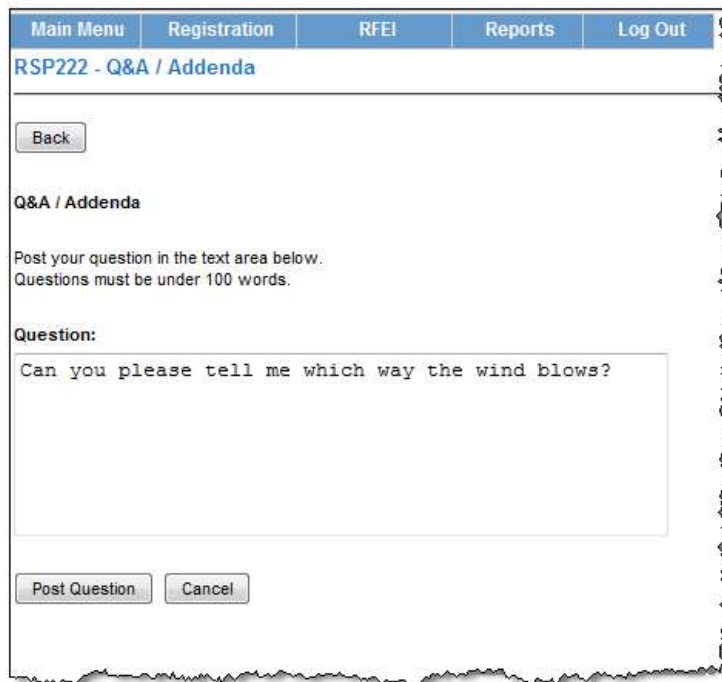 Main Menu Registration RFEI Reports Log Out
RSP222 - Q&A / Addenda
Back
Q&A / Addenda
Post your question in the text area below.
Questions must be under 100 words.
Question:
Can you please tell me which way the wind blows?
Post Question Cancel